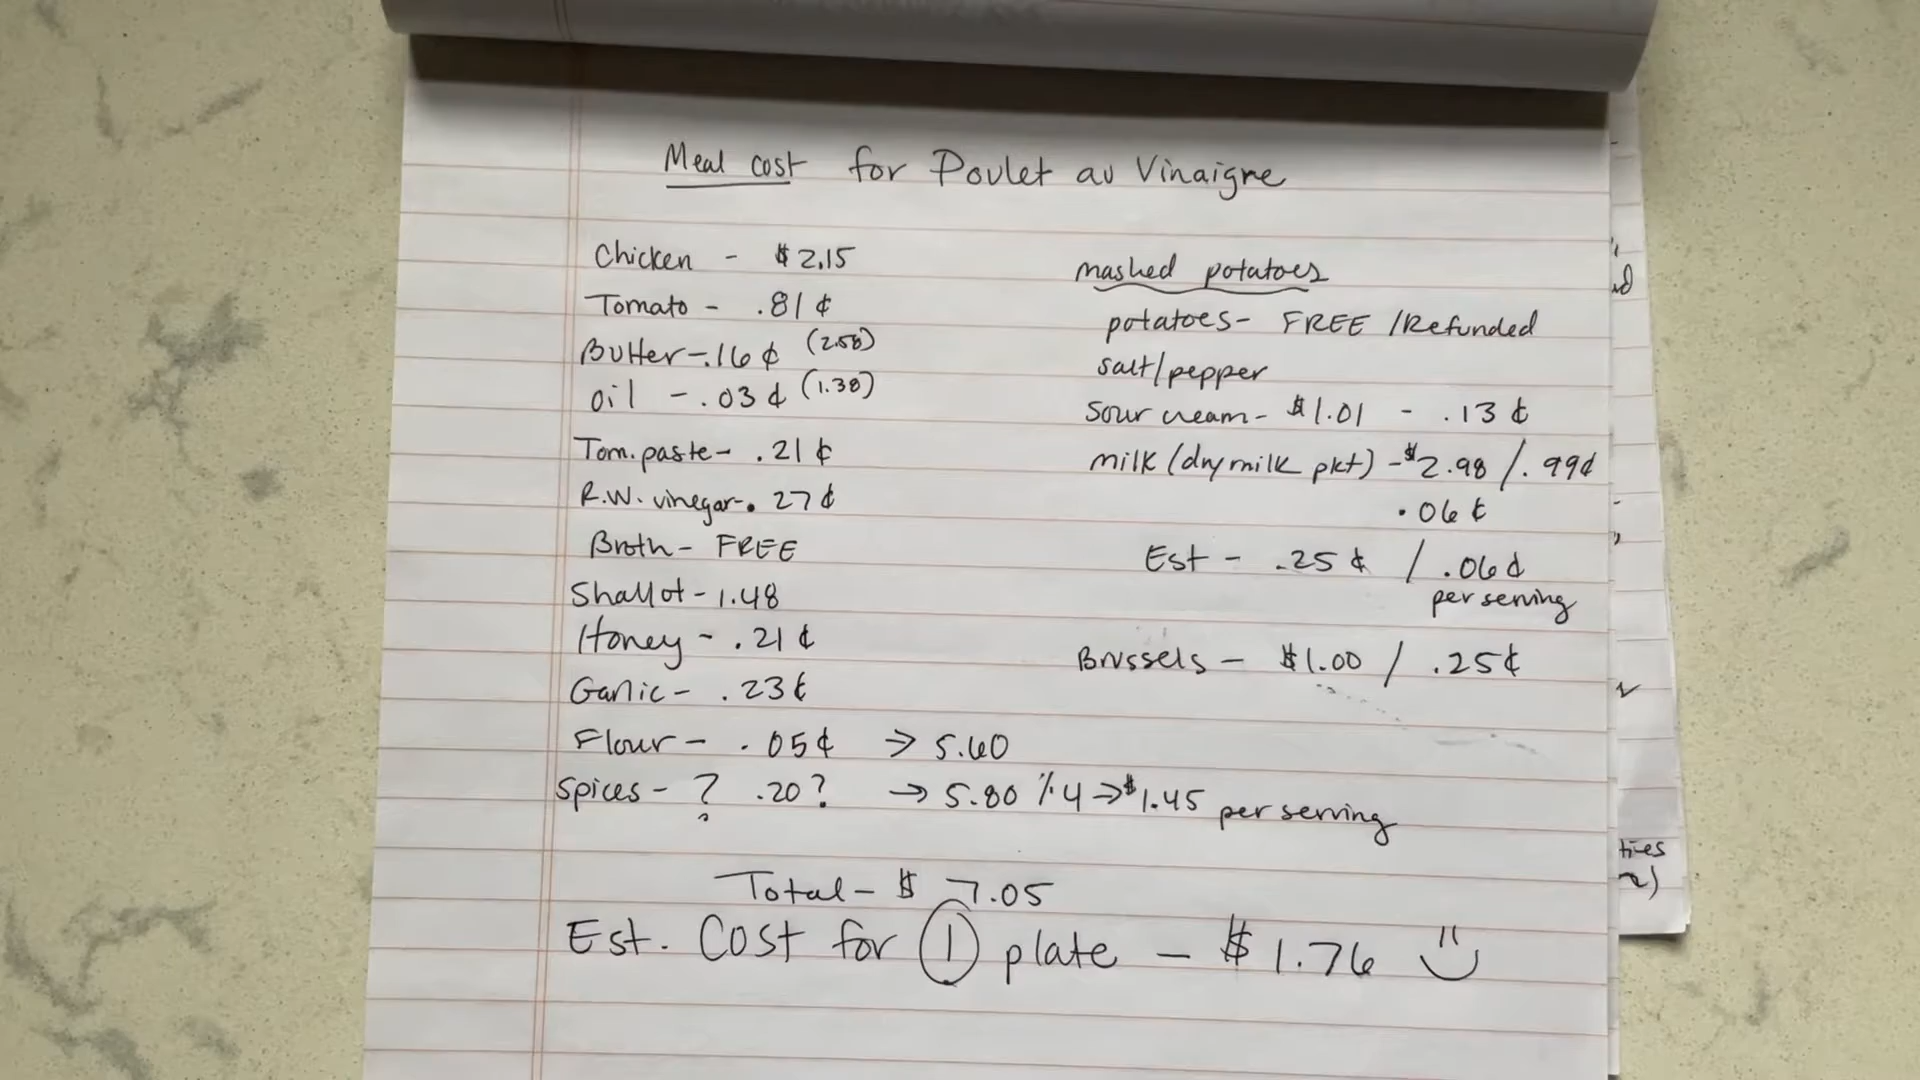 Meal cost for Poulet au Vinaigre
Chicken - $2.15
Tomato - .81¢
Butter - .16¢ (2.58)
oil - .03¢ (1.38)
Tom. paste - .21¢
R.W. vinegar - .27¢
Broth - FREE
Shallot - 1.48
Honey - .21¢
Garlic - .23¢
Flour - .05¢ → 5.60
Spices - ? .20? → 5.80 ⁒ 4 → $1.45 per serving
mashed potatoes
potatoes - FREE / Refunded
salt/pepper
Sour cream - $1.01 - .13¢
milk (dry milk pkt) - $2.98 / .99¢
.06¢
Est - .25¢ / .06¢
per serving
Brussels - $1.00 / .25¢
Total - $ 7.05
Est. Cost for 1 plate - $1.76